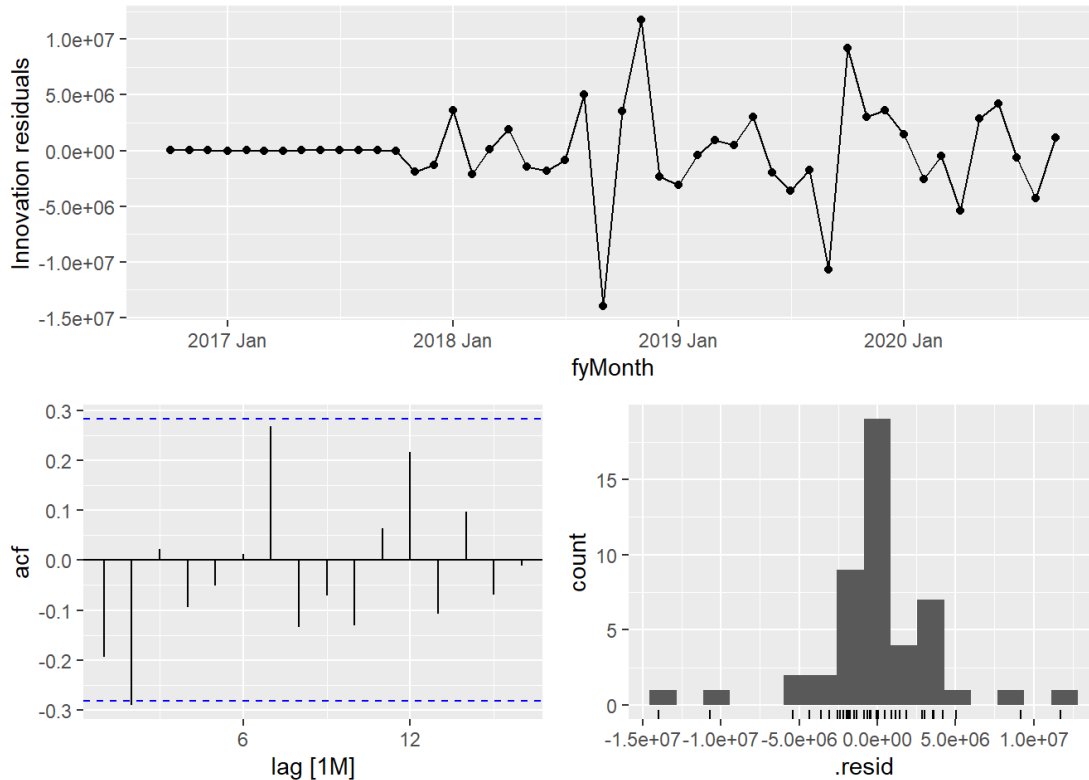 1.0e+07
5.0e+06
0.0e+00
-5.0e+06
-1.0e+07
-1.5e+07
Innovation residuals
2017 Jan 2018 Jan 2019 Jan 2020 Jan
fyMonth
0.3
0.2
0.1
0.0
-0.1
-0.2
-0.3
acf
6 12
lag [1M]
15
10
5
0
count
-1.5e+07 -1.0e+07 -5.0e+06 0.0e+00 5.0e+06 1.0e+07
.resid